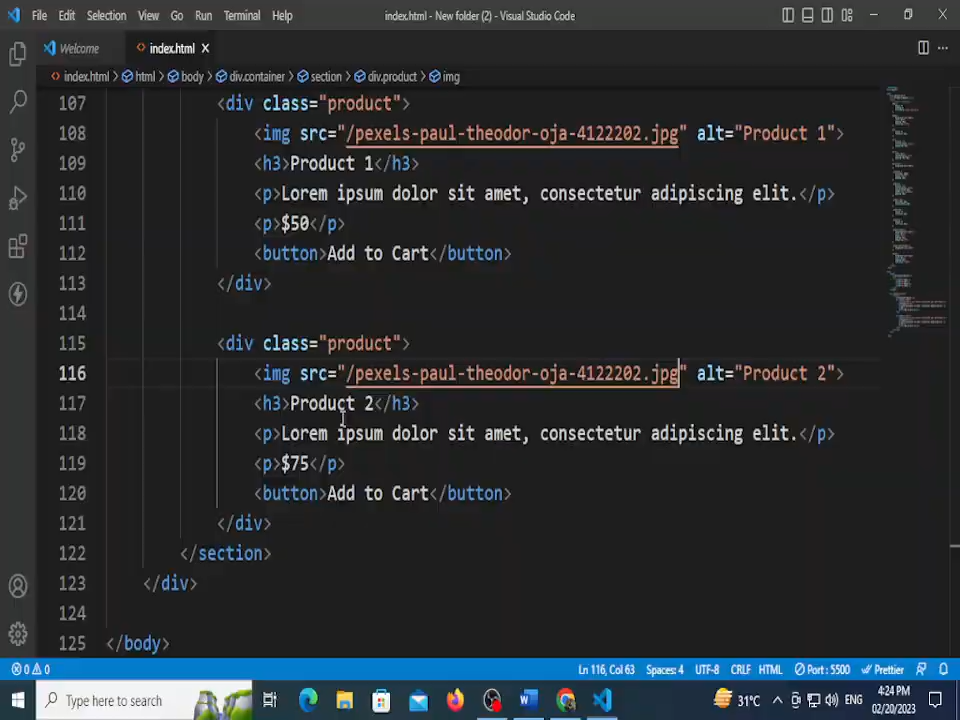 File Edit Selection View Go Run Terminal Help index.html - New folder (2) - Visual Studio Code
Welcome index.html
index.html > html > body > div.container > section > div.product > img
107 <div class="product">
108 <img src="/pexels-paul-theodor-oja-4122202.jpg" alt="Product 1">
109 <h3>Product 1</h3>
110 <p>Lorem ipsum dolor sit amet, consectetur adipiscing elit.</p>
111 <p>$50</p>
112 <button>Add to Cart</button>
113 </div>
114
115 <div class="product">
116 <img src="/pexels-paul-theodor-oja-4122202.jpg" alt="Product 2">
117 <h3>Product 2</h3>
118 <p>Lorem ipsum dolor sit amet, consectetur adipiscing elit.</p>
119 <p>$75</p>
120 <button>Add to Cart</button>
121 </div>
122 </section>
123 </div>
124
125 </body>
0 0 Ln 116, Col 63 Spaces: 4 UTF-8 CRLF HTML Port : 5500 Prettier
Type here to search 31°C ENG 4:24 PM
02/20/2023